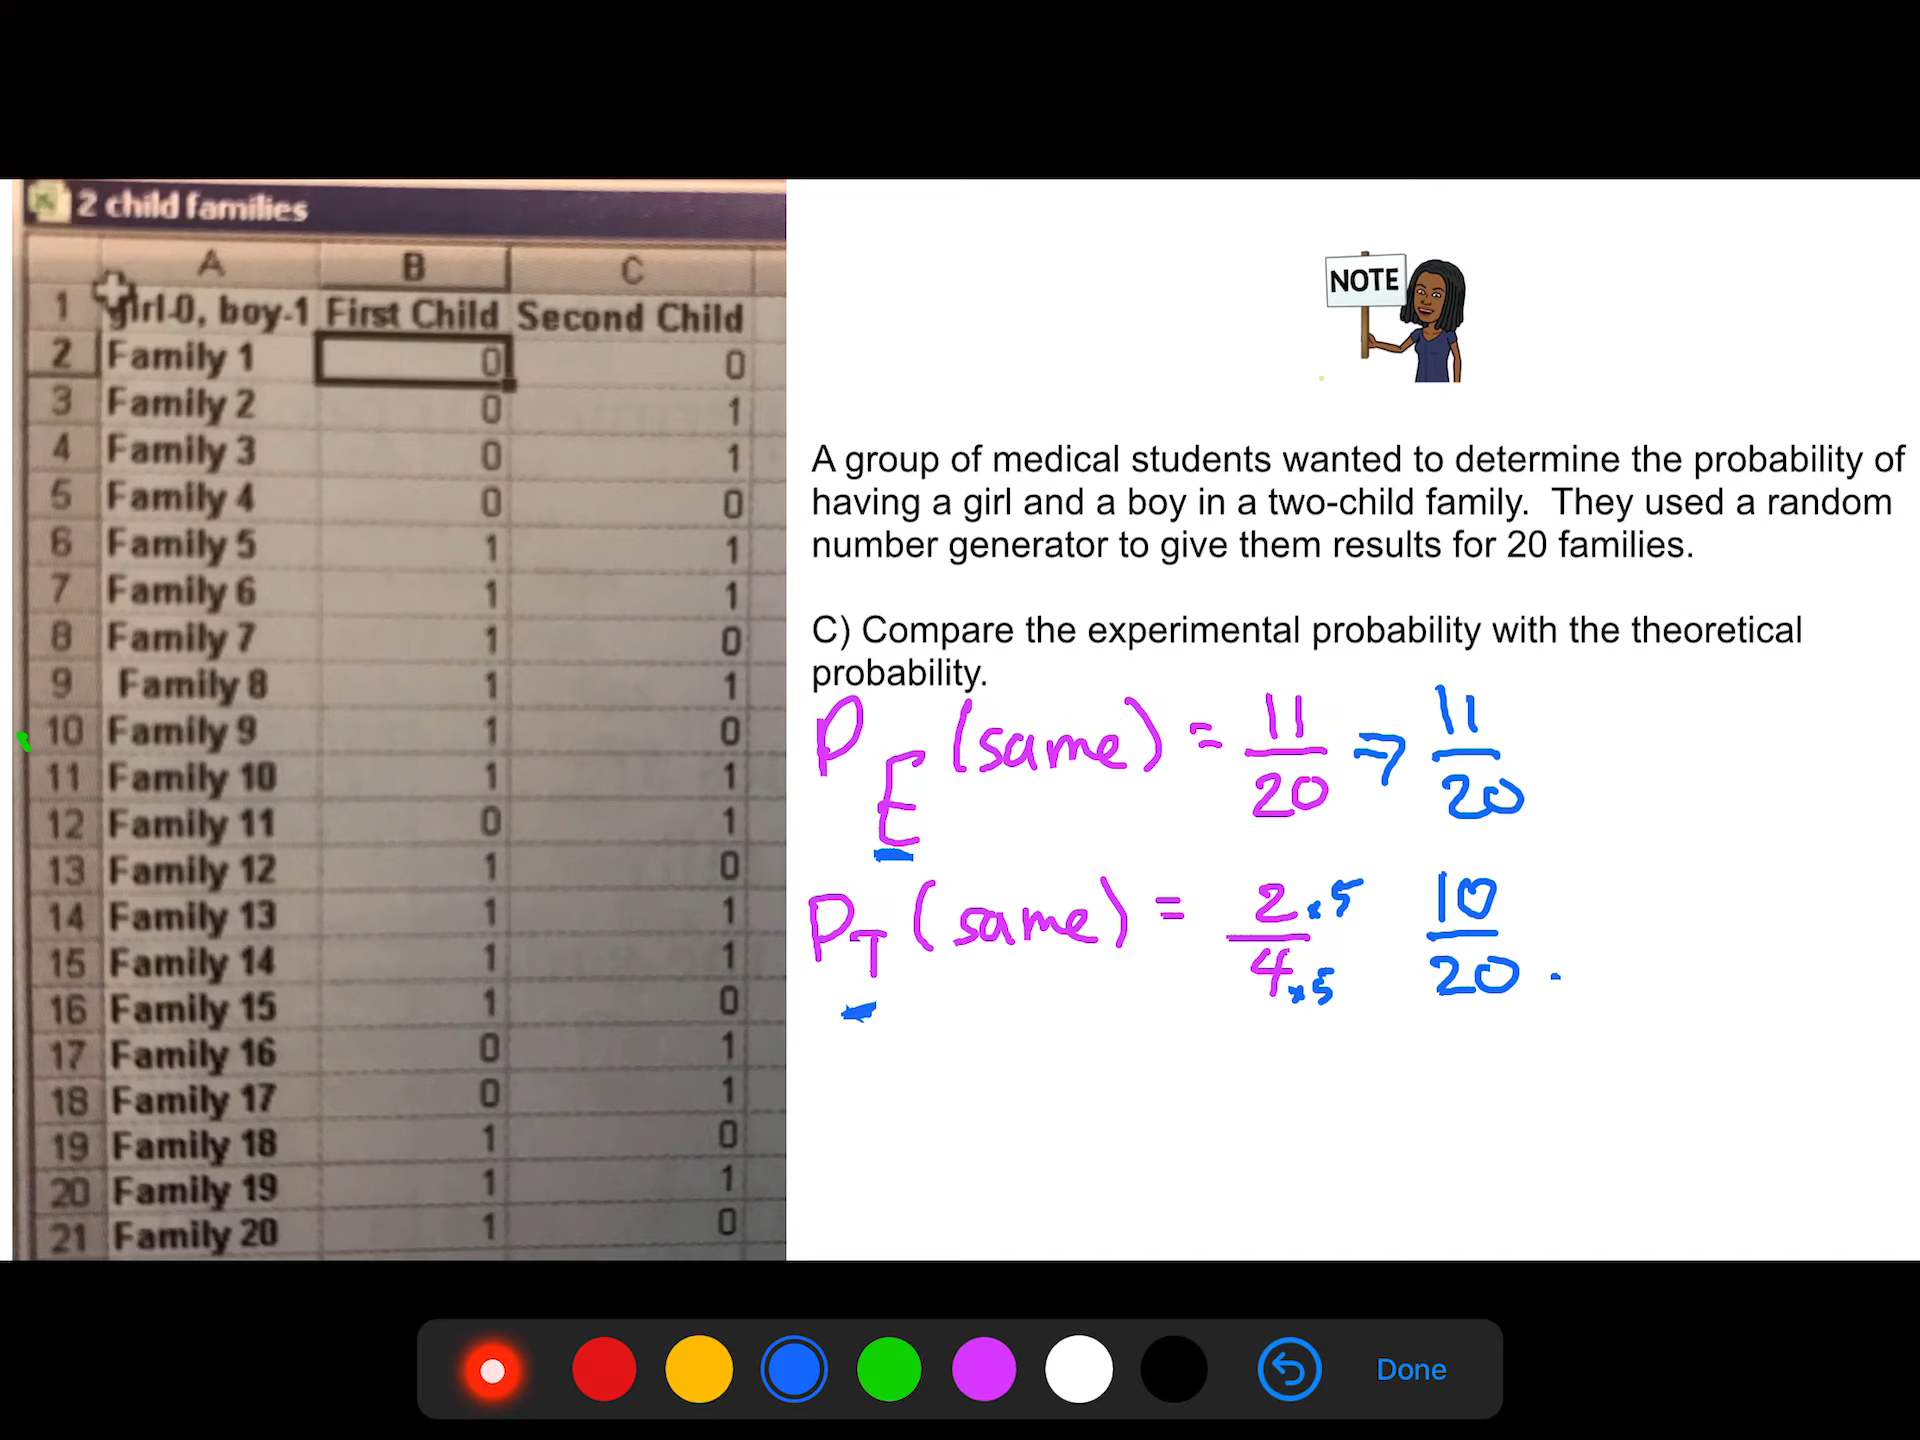 2 child families
A B C
1 girl-0, boy-1 First Child Second Child
2 Family 1 0 0
3 Family 2 0 1
4 Family 3 0 1
5 Family 4 0 0
6 Family 5 1 1
7 Family 6 1 1
8 Family 7 1 0
9 Family 8 1 1
10 Family 9 1 0
11 Family 10 1 1
12 Family 11 0 1
13 Family 12 1 0
14 Family 13 1 1
15 Family 14 1 1
16 Family 15 1 0
17 Family 16 0 1
18 Family 17 0 1
19 Family 18 1 0
20 Family 19 1 1
21 Family 20 1 0
NOTE
A group of medical students wanted to determine the probability of
having a girl and a boy in a two-child family. They used a random
number generator to give them results for 20 families.
C) Compare the experimental probability with the theoretical
probability.
P_E (same) = 11/20 ⇒ 11/20
P_T (same) = 2×5/4×5 10/20
Done